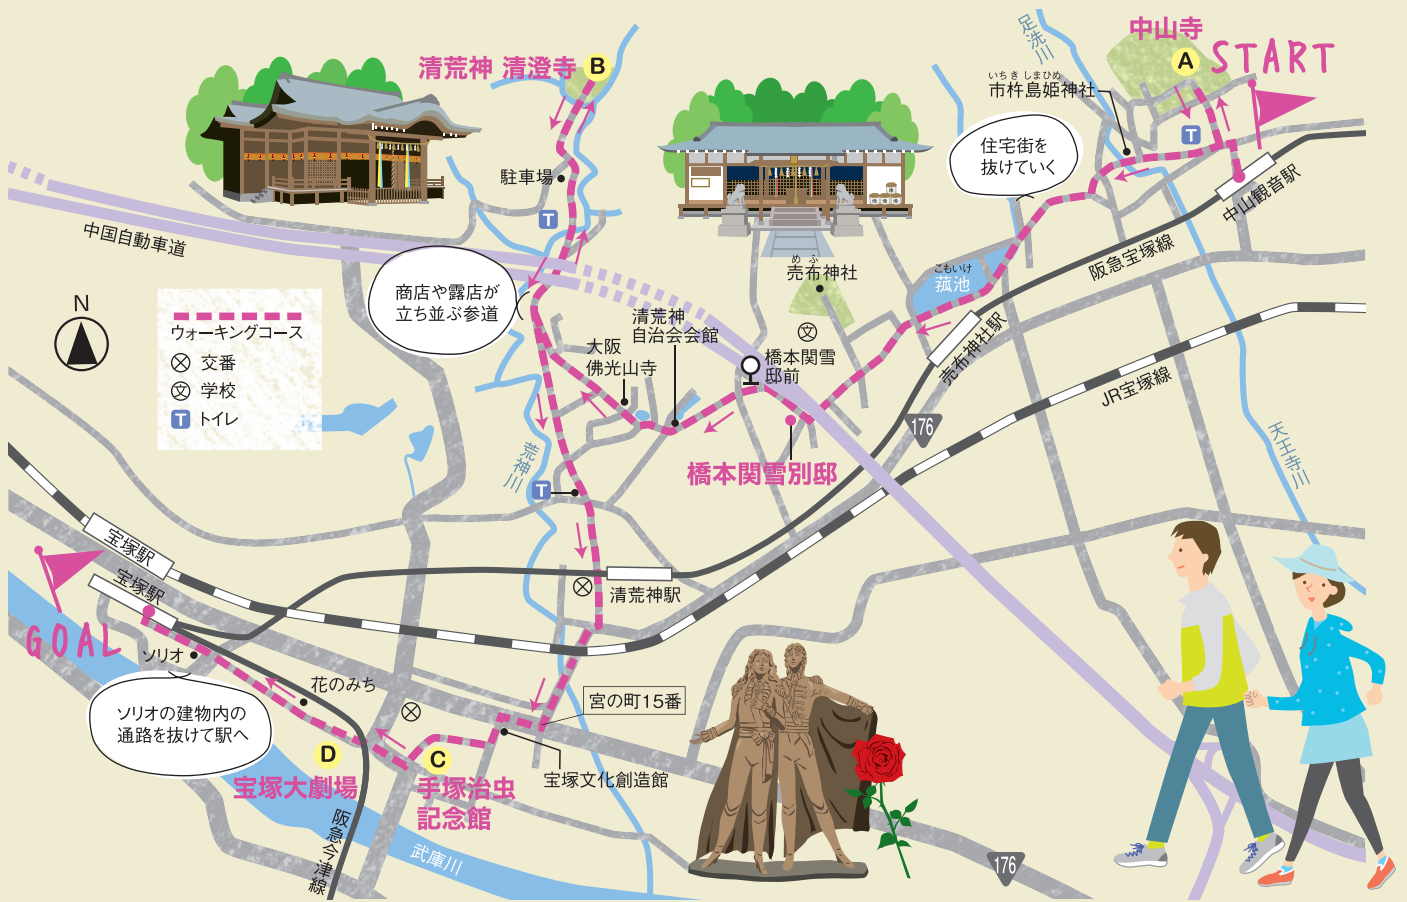 中山寺
A
START
足洗川
いちきしまひめ
市杵島姫神社
T
住宅街を
抜けていく
中山観音駅
清荒神 清澄寺
B
駐車場
T
中国自動車道
商店や露店が
立ち並ぶ参道
めふ
売布神社
文
こもいけ
菰池
阪急宝塚線
売布神社駅
JR宝塚線
176
天王寺川
N
ウォーキングコース
交番
文
学校
T
トイレ
清荒神
自治会会館
大阪
佛光山寺
橋本関雪
邸前
橋本関雪別邸
荒神川
T
清荒神駅
宝塚駅
宝塚駅
GOAL
ソリオ
ソリオの建物内の
通路を抜けて駅へ
花のみち
宮の町15番
宝塚文化創造館
D
宝塚大劇場
C
手塚治虫
記念館
阪急今津線
武庫川
176